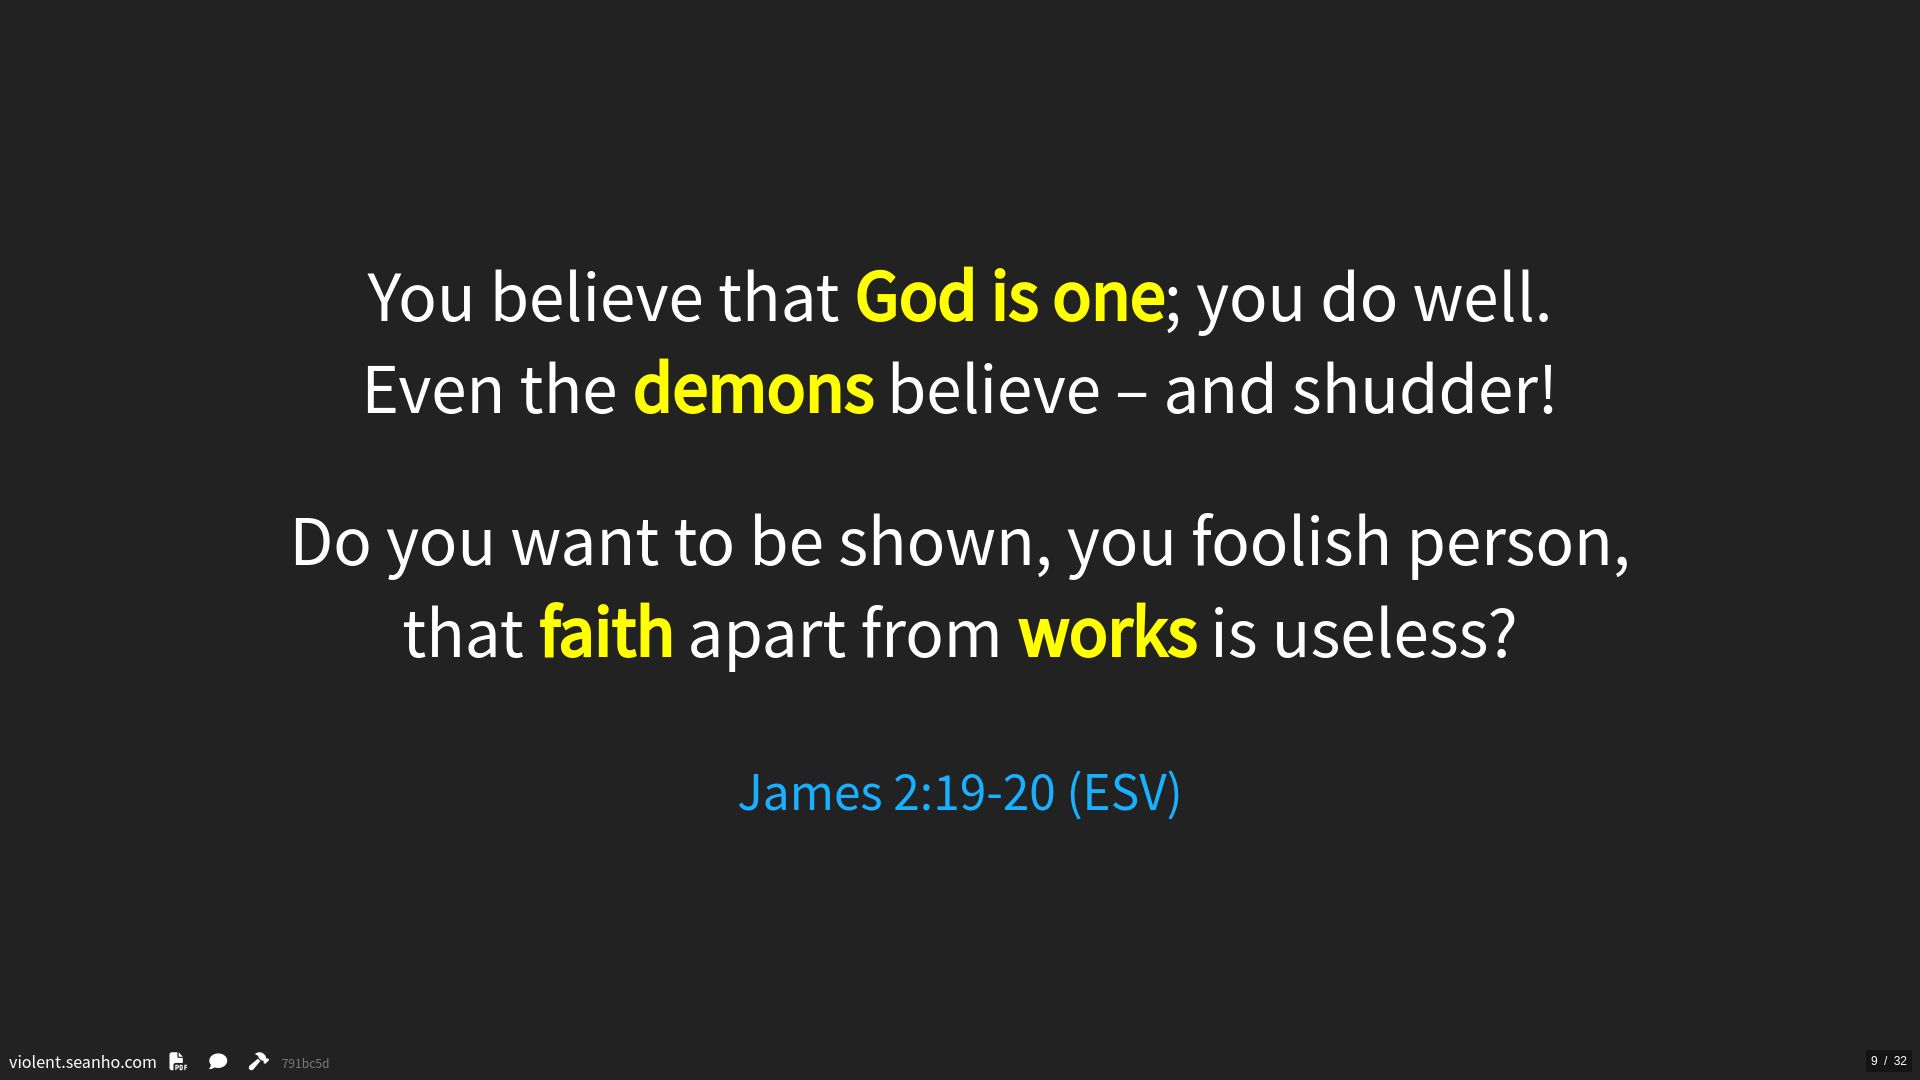 You believe that God is one; you do well.
Even the demons believe – and shudder!
Do you want to be shown, you foolish person,
that faith apart from works is useless?
James 2:19-20 (ESV)
violent.seanho.com PDF 791bc5d
9 / 32